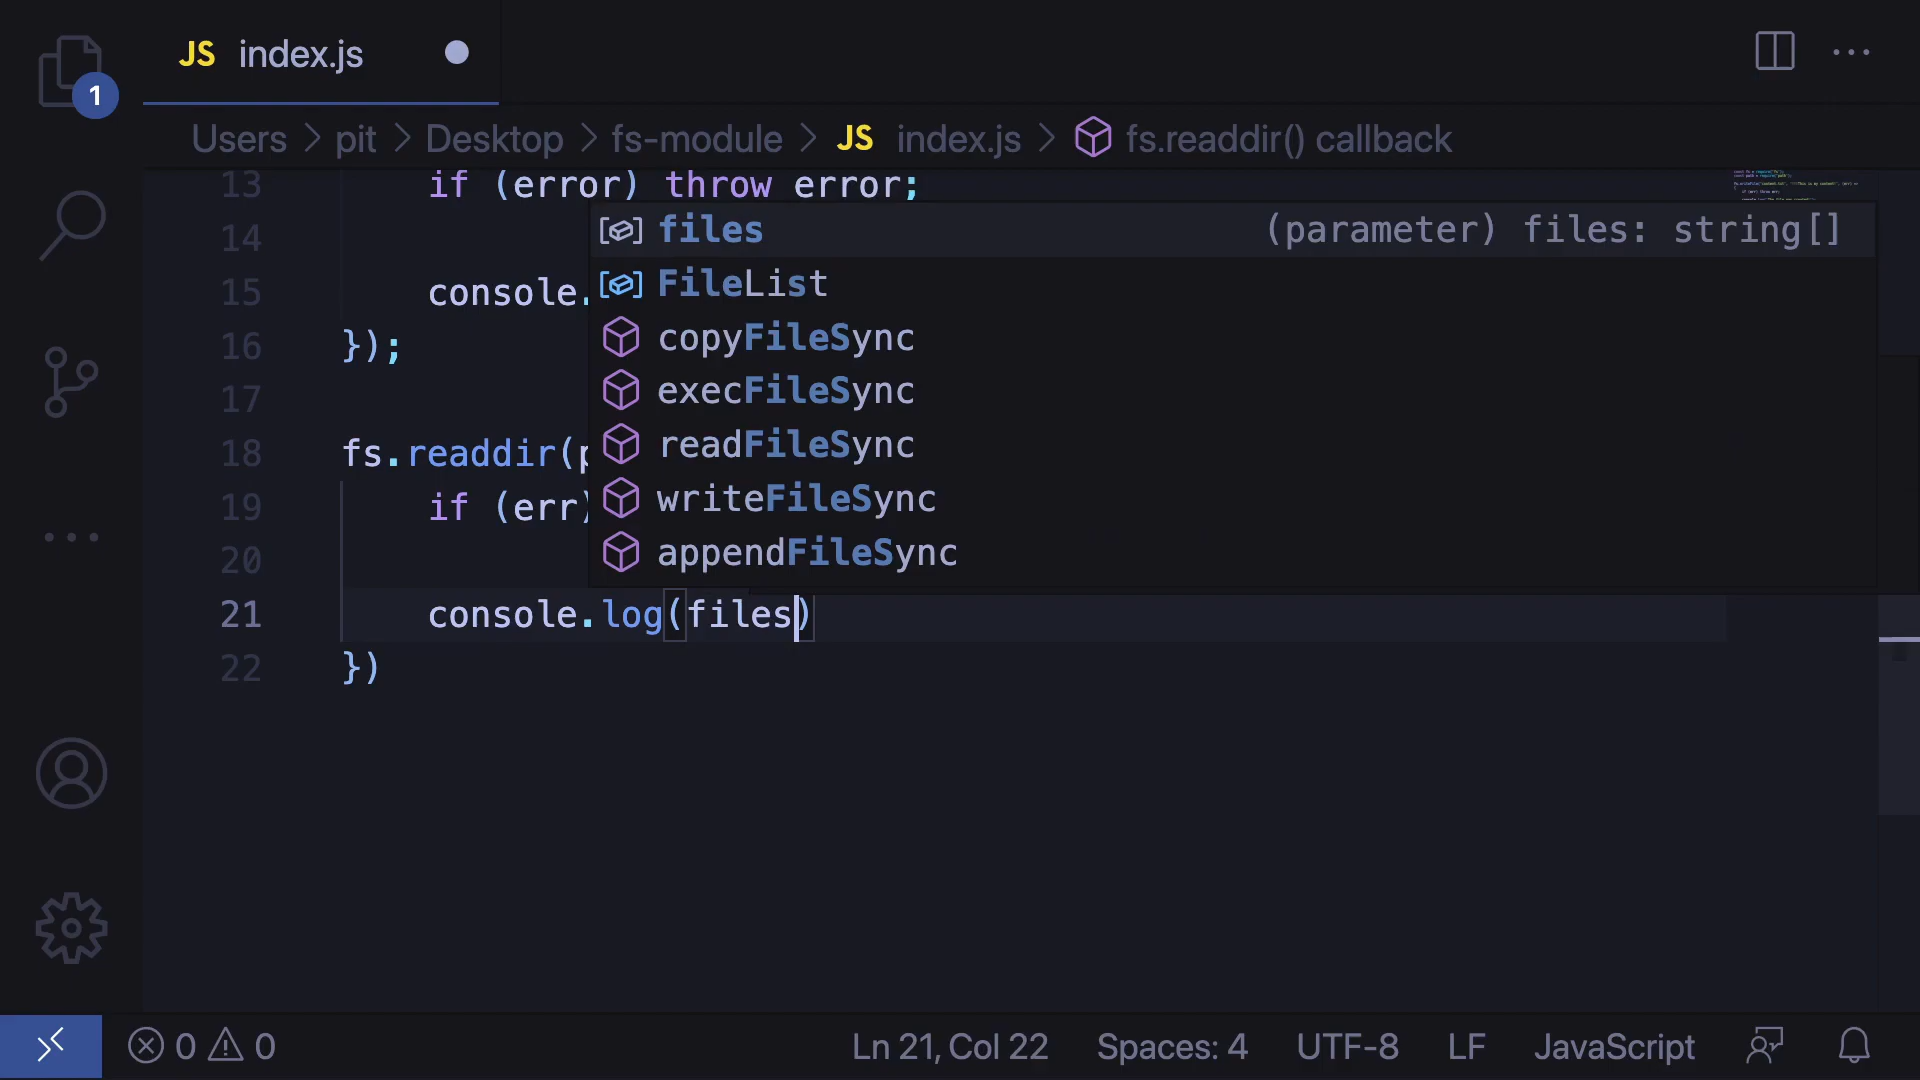 1
JS index.js
Users > pit > Desktop > fs-module > JS index.js > fs.readdir() callback
13 if (error) throw error;
14
15 console.
16 });
17
18 fs.readdir(p
19 if (err)
20
21 console.log(files)
22 })
files (parameter) files: string[]
FileList
copyFileSync
execFileSync
readFileSync
writeFileSync
appendFileSync
0 0 Ln 21, Col 22 Spaces: 4 UTF-8 LF JavaScript